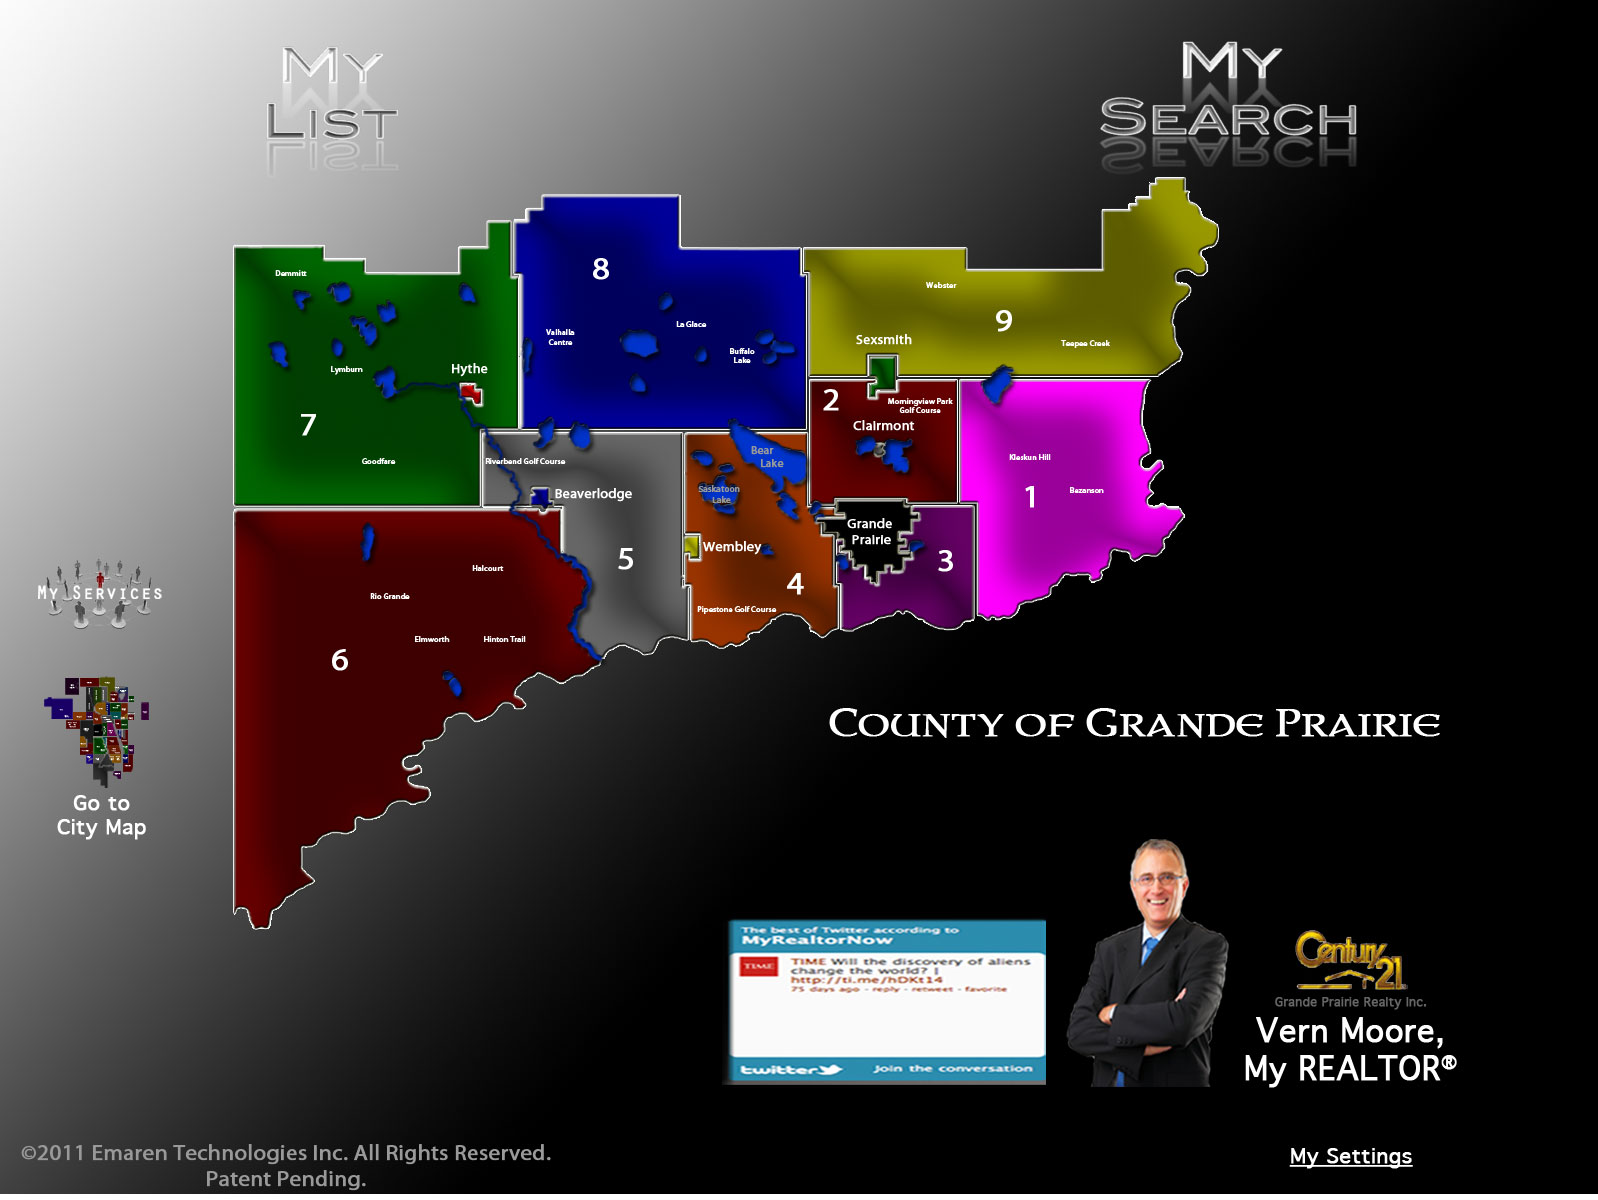 My
List
My
Search
Demmitt
Lymburn
Hythe
7
Goodfare
8
Valhalla
Centre
La Glace
Buffalo
Lake
Webster
9
Teepee Creek
Sexsmith
2
Morningview Park
Golf Course
Clairmont
Kleskun Hill
Bezanson
1
Riverbend Golf Course
Beaverlodge
5
Bear
Lake
Saskatoon
Lake
Wembley
4
Pipestone Golf Course
Grande
Prairie
3
Halcourt
Rio Grande
Elmworth
Hinton Trail
6
My Services
Go to
City Map
County of Grande Prairie
The best of Twitter according to
MyRealtorNow
TIME
TIME Will the discovery of aliens
change the world? |
http://ti.me/hDKt14
75 days ago - reply - retweet - favorite
twitter
Join the conversation
Century 21
Grande Prairie Realty Inc.
Vern Moore,
My REALTOR®
©2011 Emaren Technologies Inc. All Rights Reserved.
Patent Pending.
My Settings